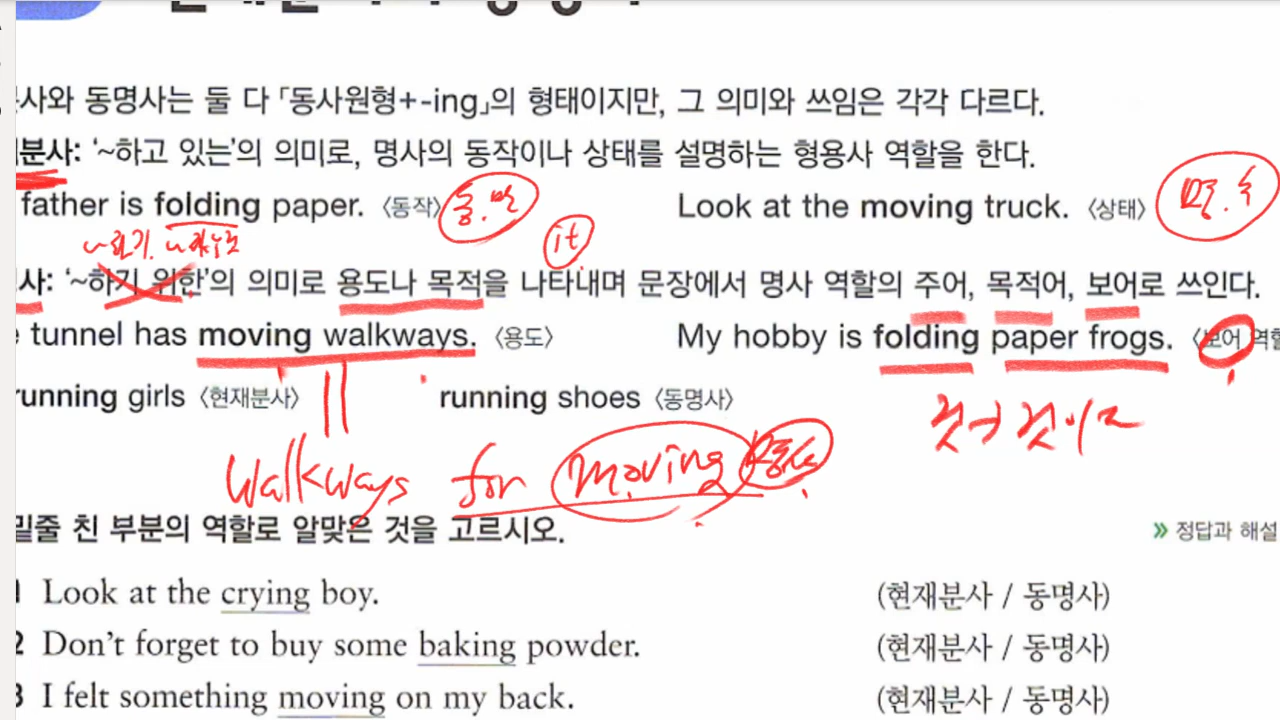 사와 동명사는 둘 다 「동사원형+-ing」의 형태이지만, 그 의미와 쓰임은 각각 다르다.
분사: '~하고 있는'의 의미로, 명사의 동작이나 상태를 설명하는 형용사 역할을 한다.
father is folding paper. 〈동작〉 Look at the moving truck. 〈상태〉
it
사: '~하기 위한'의 의미로 용도나 목적을 나타내며 문장에서 명사 역할의 주어, 목적어, 보어로 쓰인다.
tunnel has moving walkways. 〈용도〉 My hobby is folding paper frogs. 〈보어 역할
running girls 〈현재분사〉 running shoes 〈동명사〉
walkways for moving
밑줄 친 부분의 역할로 알맞은 것을 고르시오.
» 정답과 해설
1 Look at the crying boy. (현재분사 / 동명사)
2 Don't forget to buy some baking powder. (현재분사 / 동명사)
3 I felt something moving on my back. (현재분사 / 동명사)